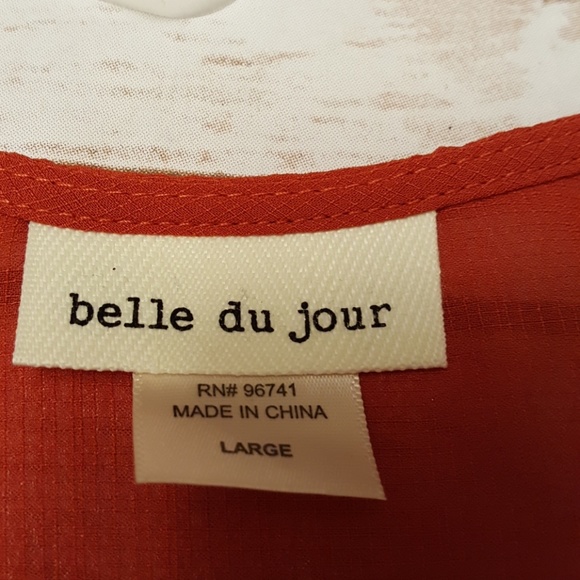 belle du jour
RN# 96741
MADE IN CHINA
LARGE